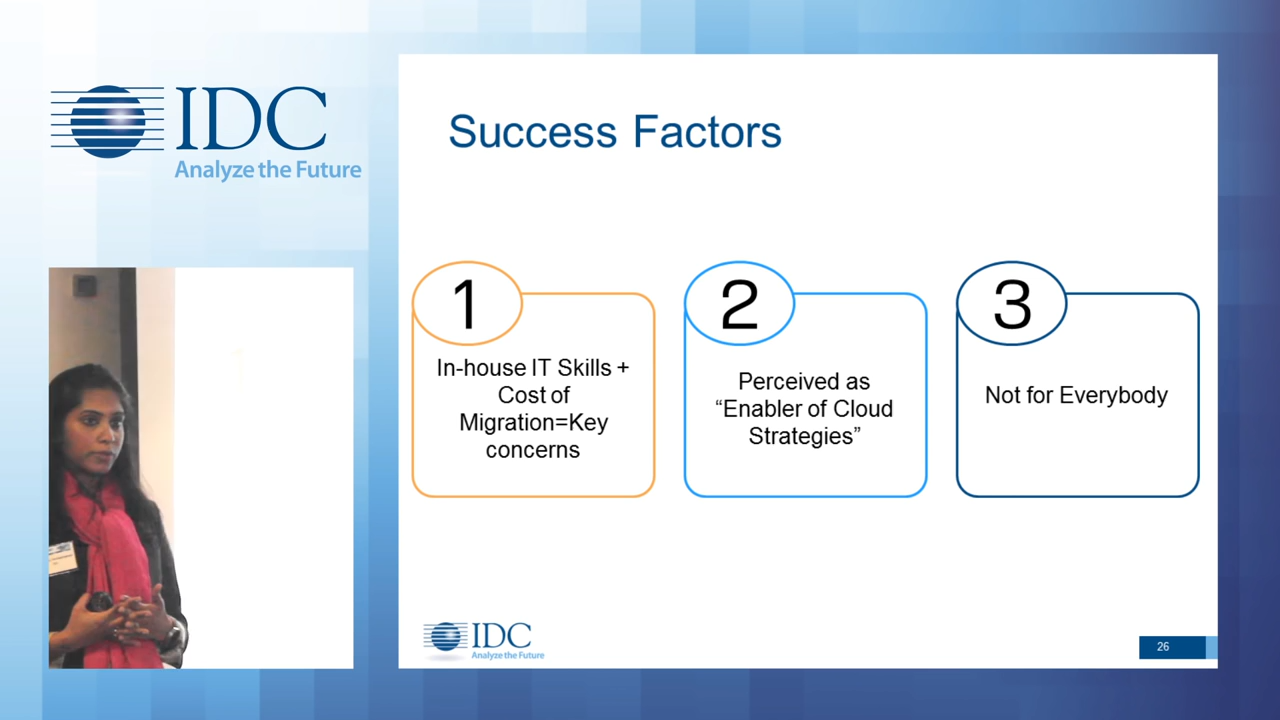 IDC
Analyze the Future
Success Factors
1
In-house IT Skills +
Cost of
Migration=Key
concerns
2
Perceived as
“Enabler of Cloud
Strategies”
3
Not for Everybody
IDC
Analyze the Future
26